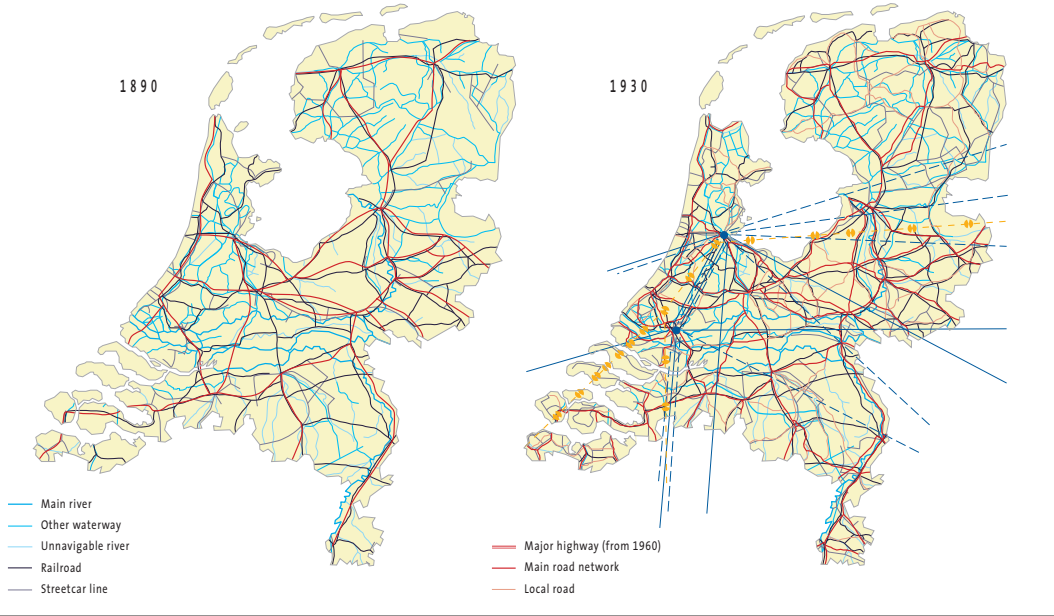 1890
1930
Main river
Other waterway
Unnavigable river
Railroad
Streetcar line
Major highway (from 1960)
Main road network
Local road